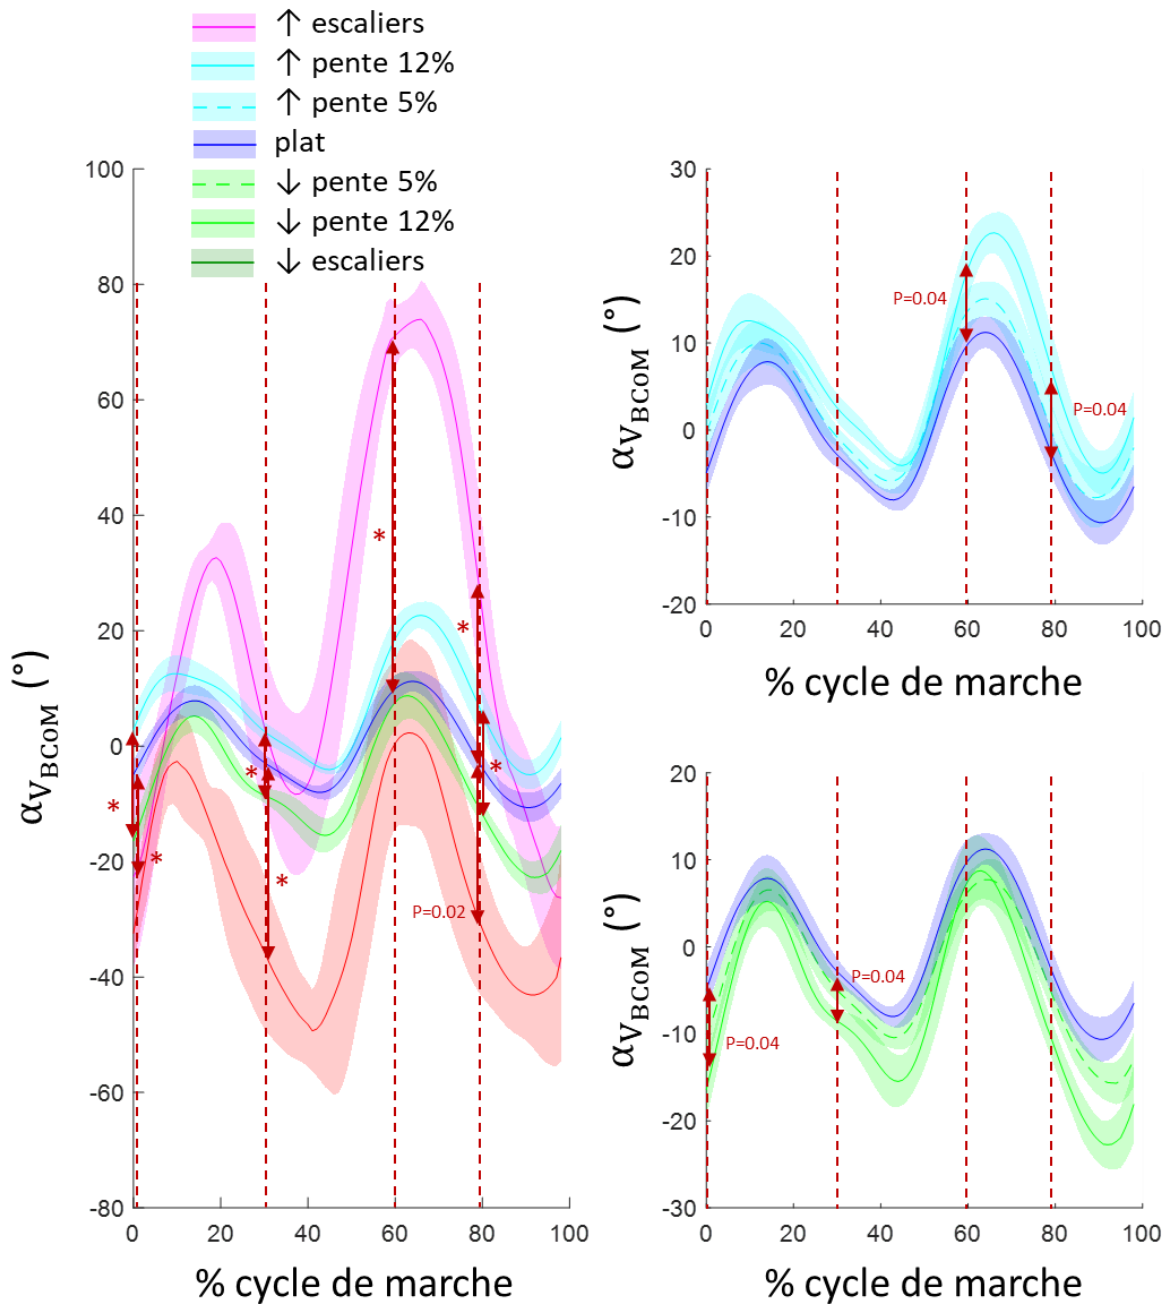 ↑ escaliers
↑ pente 12%
↑ pente 5%
plat
↓ pente 5%
↓ pente 12%
↓ escaliers
100
80
60
40
20
0
-20
-40
-60
-80
αV_BCoM (°)
*
*
*
*
*
*
*
P=0.02
0 20 40 60 80 100
% cycle de marche
30
20
10
0
-10
-20
αV_BCoM (°)
P=0.04
P=0.04
0 20 40 60 80 100
% cycle de marche
20
10
0
-10
-20
-30
αV_BCoM (°)
P=0.04
P=0.04
0 20 40 60 80 100
% cycle de marche